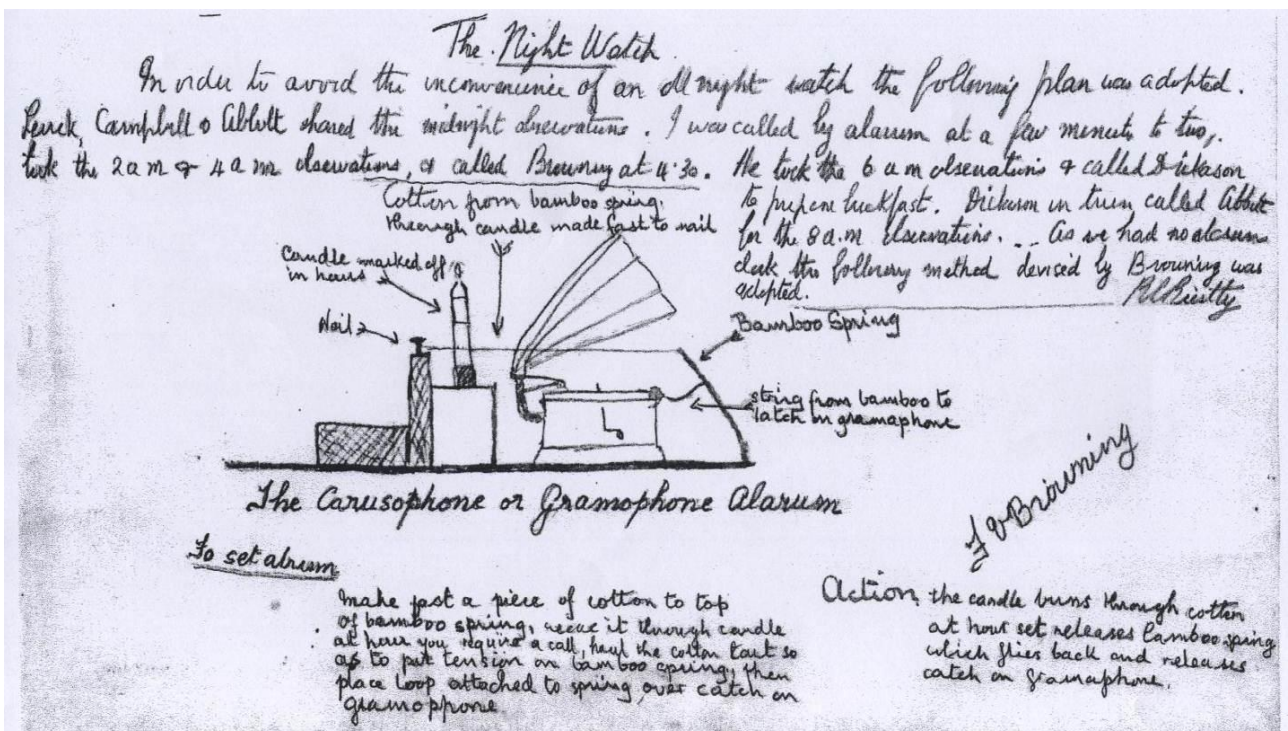 The Night Watch
In order to avoid the inconvenience of an all night watch the following plan was adopted.
Levick, Campbell & Abbott shared the midnight observations. I was called by alarum at a few minutes to two,
took the 2 a m & 4 a m observations, & called Browning at 4.30. He took the 6 a m observations & called Dickason
to prepare breakfast. Dickason in turn called Abbott
for the 8 a.m observations. ... As we had no alarum
clock the following method devised by Browning was
adopted.
Cotton from bamboo spring,
through candle made fast to nail
Candle marked off
in hours
Nail
Bamboo Spring
string from bamboo to
latch on gramaphone
The Carusophone or Gramophone Alarum
F V Browning
To set alrum
make fast a piece of cotton to top
of bamboo spring, reeve it through candle
at hour you require a call, haul the cotton taut so
as to put tension on bamboo spring, then
place loop attached to spring, over catch on
gramophone
Action, the candle burns through cotton
at hour set releases bamboo spring
which flies back and releases
catch on gramaphone.